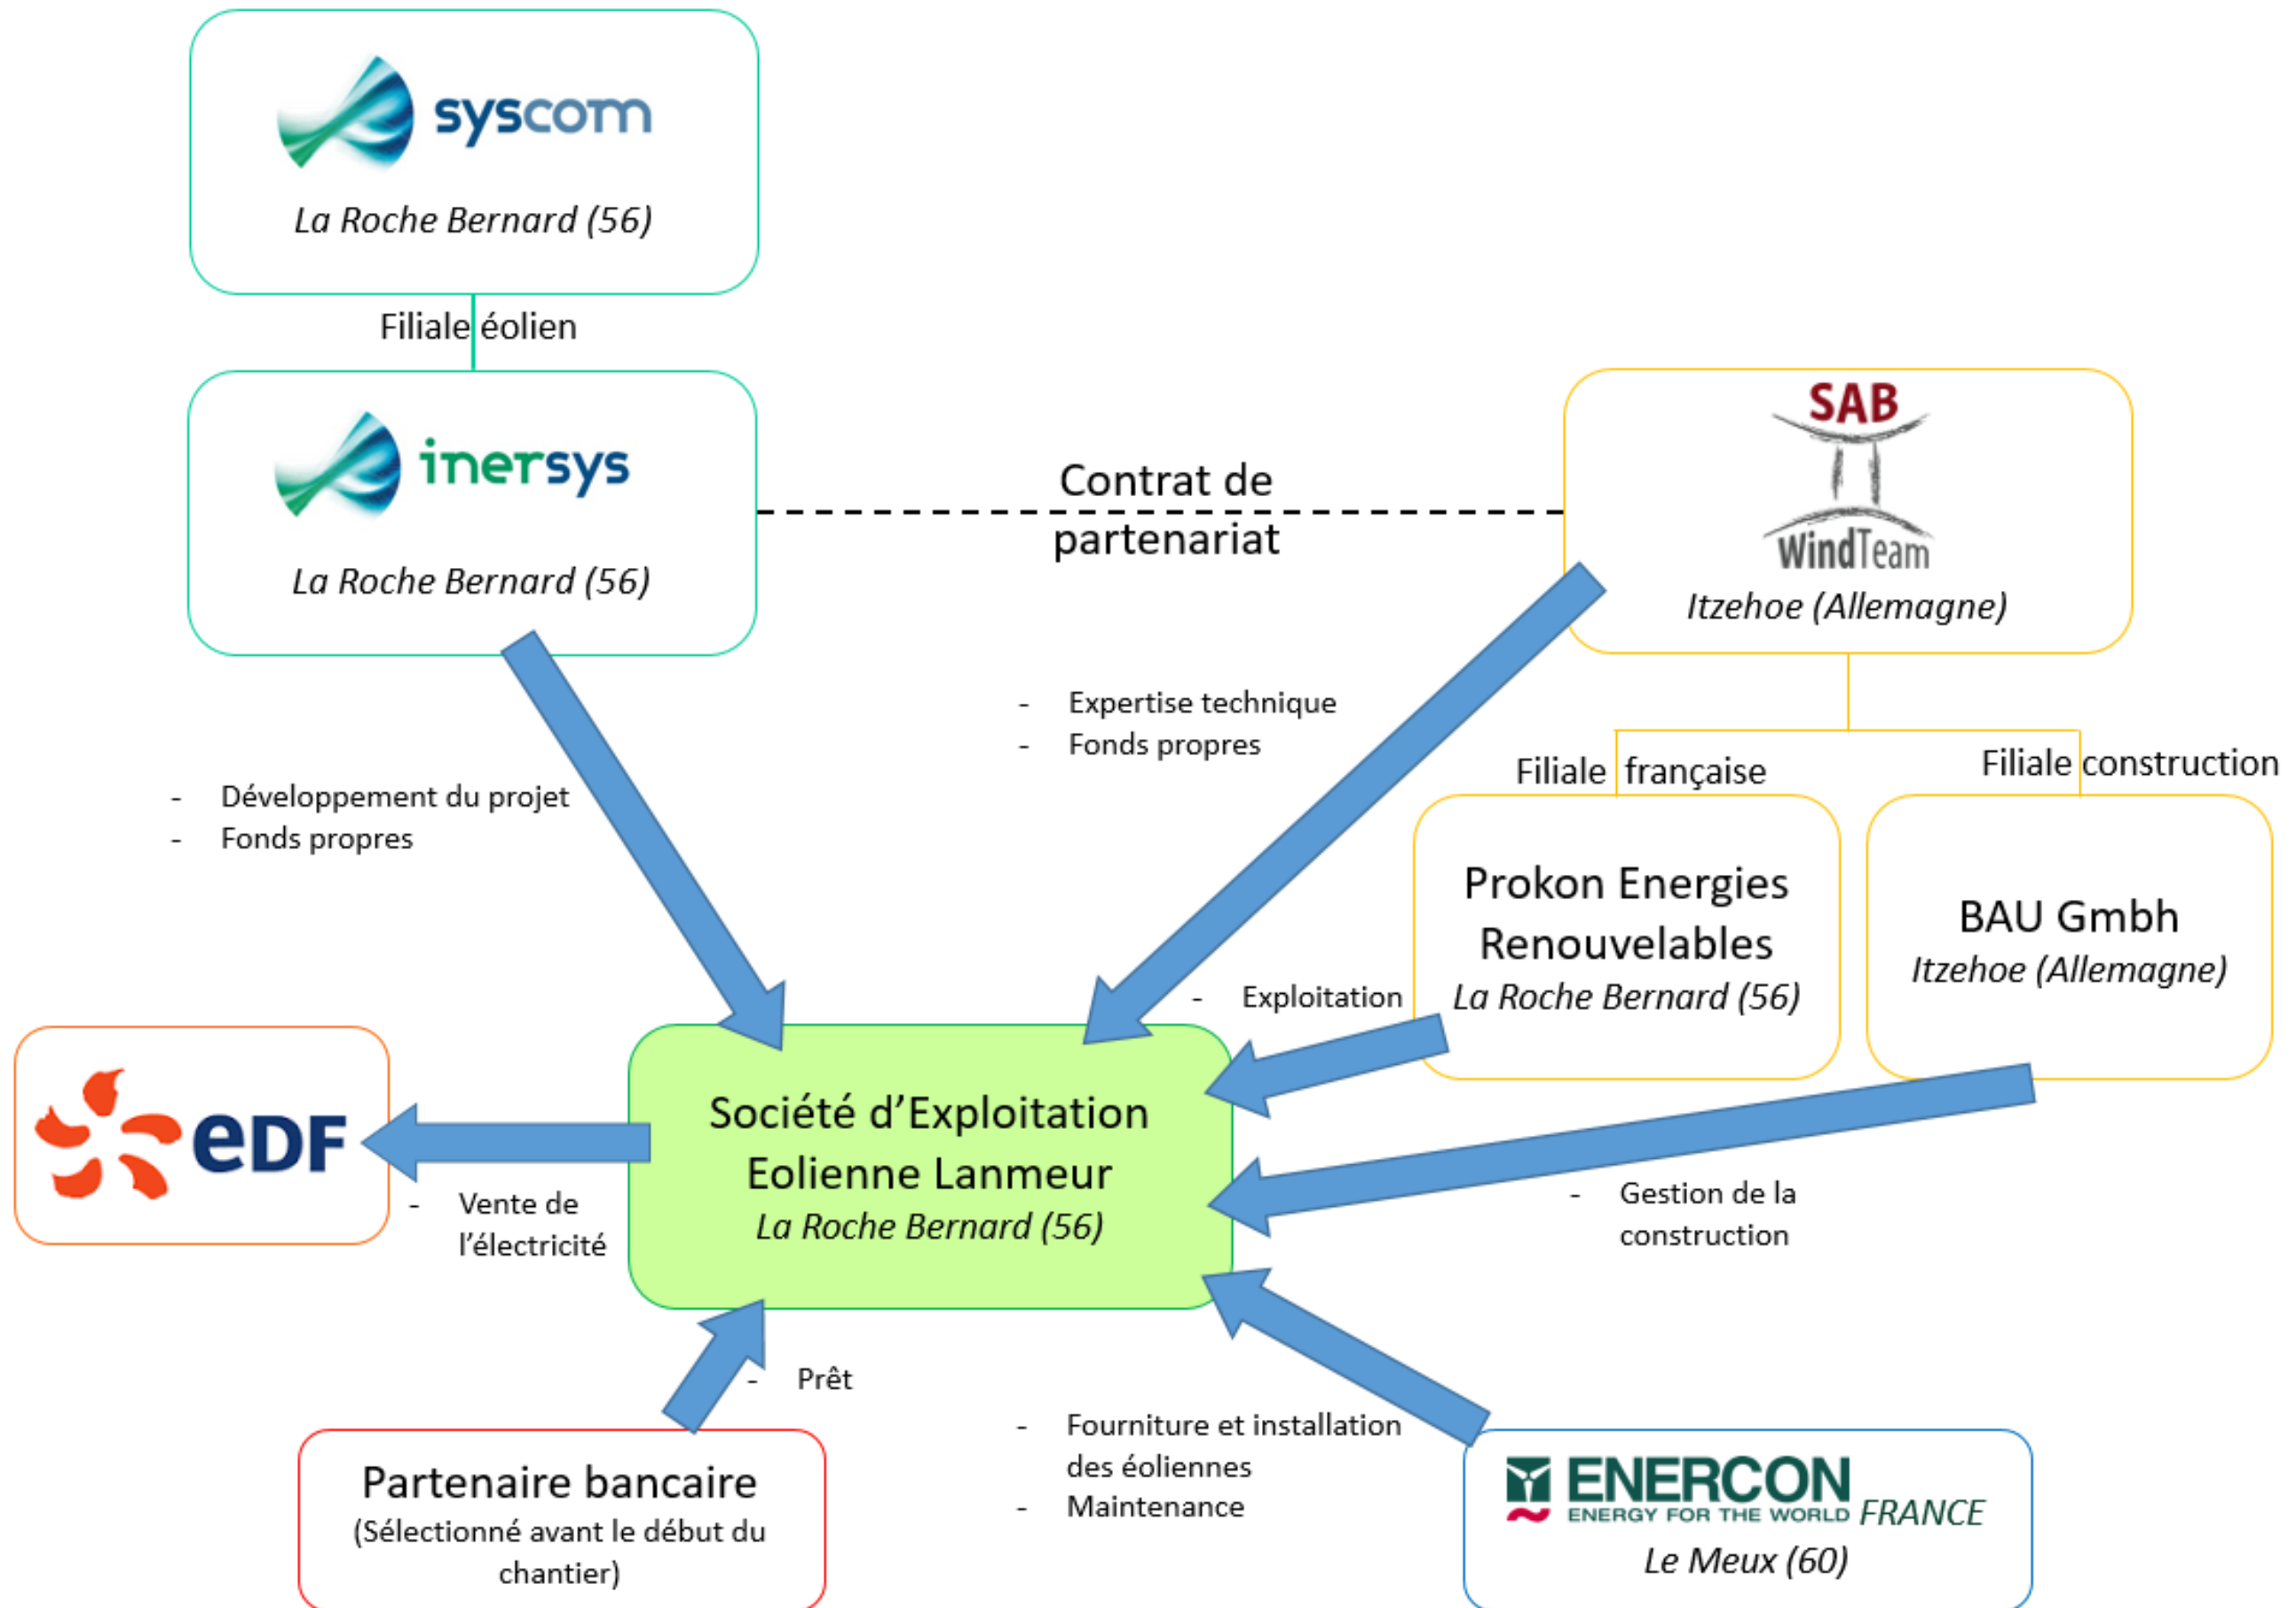 syscom
La Roche Bernard (56)
Filiale éolien
inersys
La Roche Bernard (56)
Contrat de
partenariat
SAB
WindTeam
Itzehoe (Allemagne)
- Expertise technique
- Fonds propres
Filiale française
Filiale construction
- Développement du projet
- Fonds propres
Prokon Energies
Renouvelables
La Roche Bernard (56)
BAU Gmbh
Itzehoe (Allemagne)
- Exploitation
eDF
Société d’Exploitation
Eolienne Lanmeur
La Roche Bernard (56)
- Vente de
l’électricité
- Gestion de la
construction
- Prêt
- Fourniture et installation
des éoliennes
- Maintenance
Partenaire bancaire
(Sélectionné avant le début du
chantier)
ENERCON
ENERGY FOR THE WORLD FRANCE
Le Meux (60)